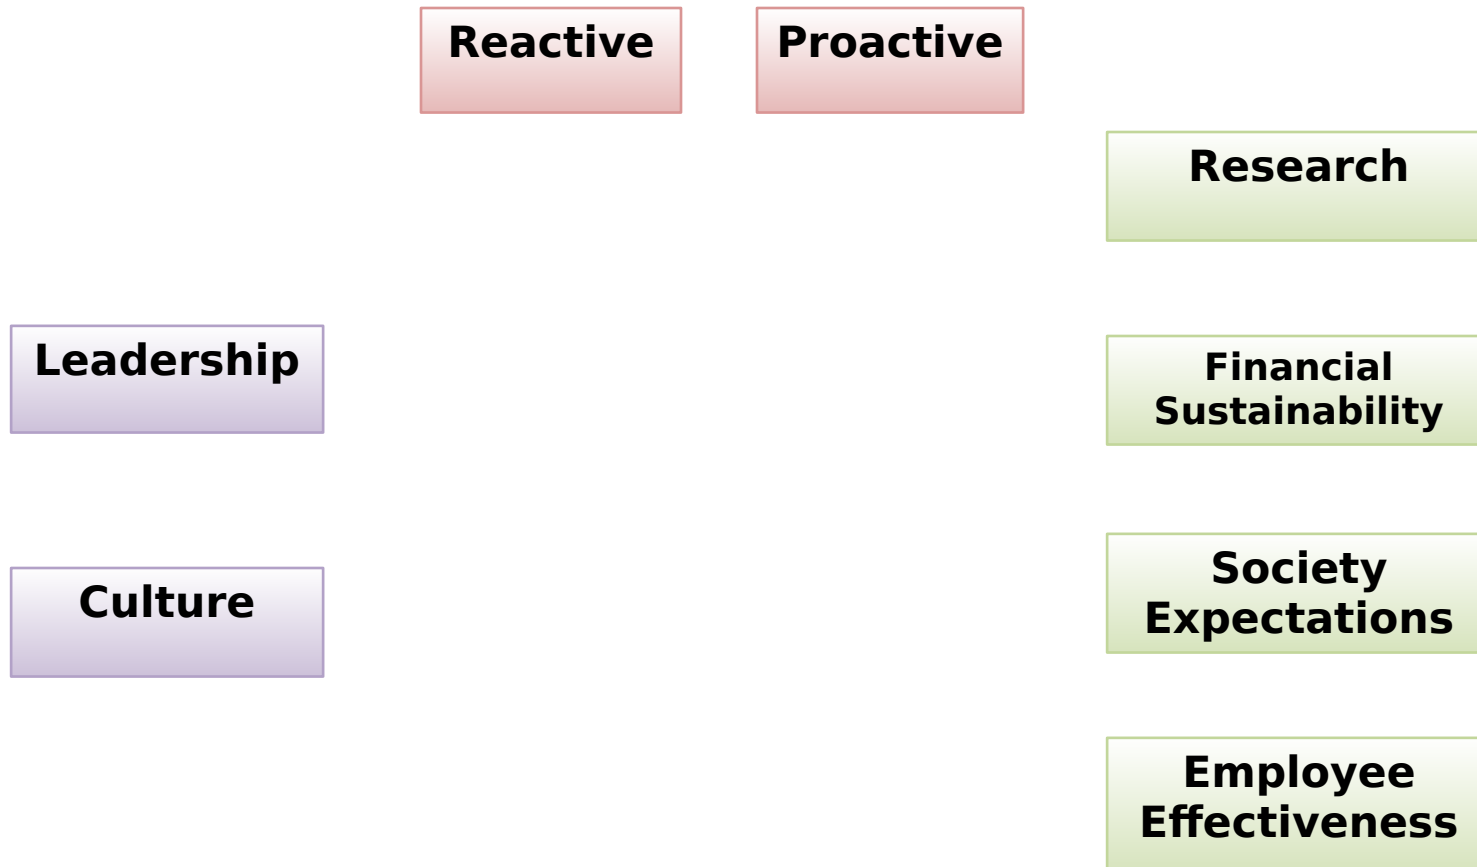 Reactive
Proactive
Research
Leadership
Financial
Sustainability
Culture
Society
Expectations
Employee
Effectiveness